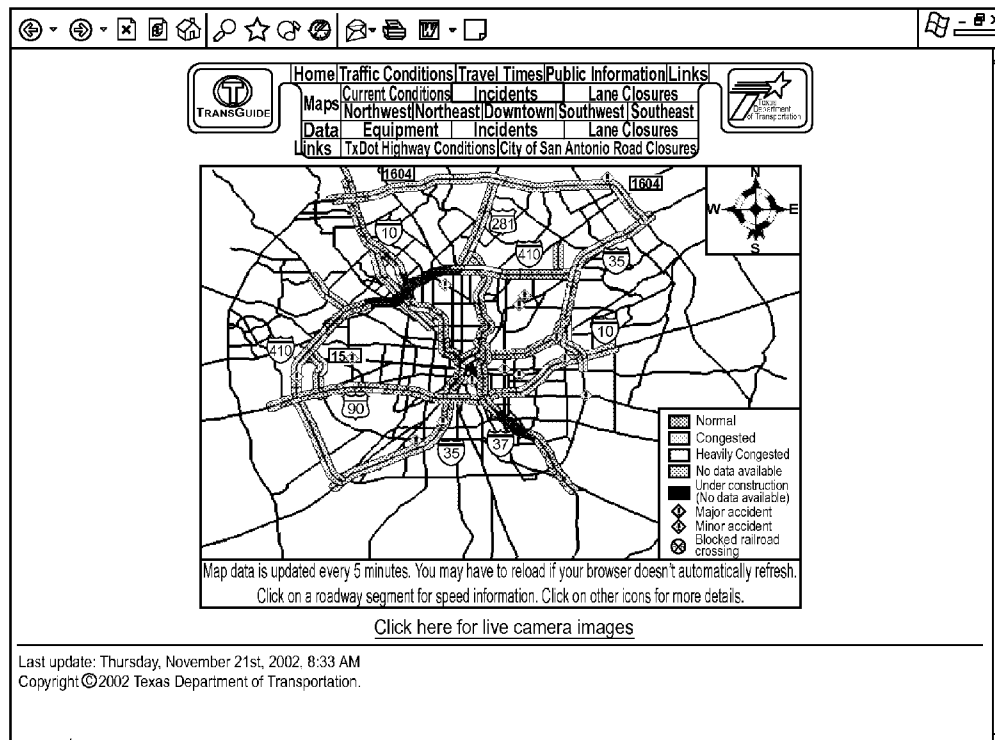 Home Traffic Conditions Travel Times Public Information Links
TRANSGUIDE
Maps Current Conditions Incidents Lane Closures
Northwest Northeast Downtown Southwest Southeast
Data Equipment Incidents Lane Closures
Links TxDot Highway Conditions City of San Antonio Road Closures
Texas
Department
of Transportation
1604
1604
N
W E
S
10
281
410
35
10
410
15
90
35
37
Normal
Congested
Heavily Congested
No data available
Under construction
(No data available)
Major accident
Minor accident
Blocked railroad
crossing
Map data is updated every 5 minutes. You may have to reload if your browser doesn't automatically refresh.
Click on a roadway segment for speed information. Click on other icons for more details.
Click here for live camera images
Last update: Thursday, November 21st, 2002, 8:33 AM
Copyright ©2002 Texas Department of Transportation.